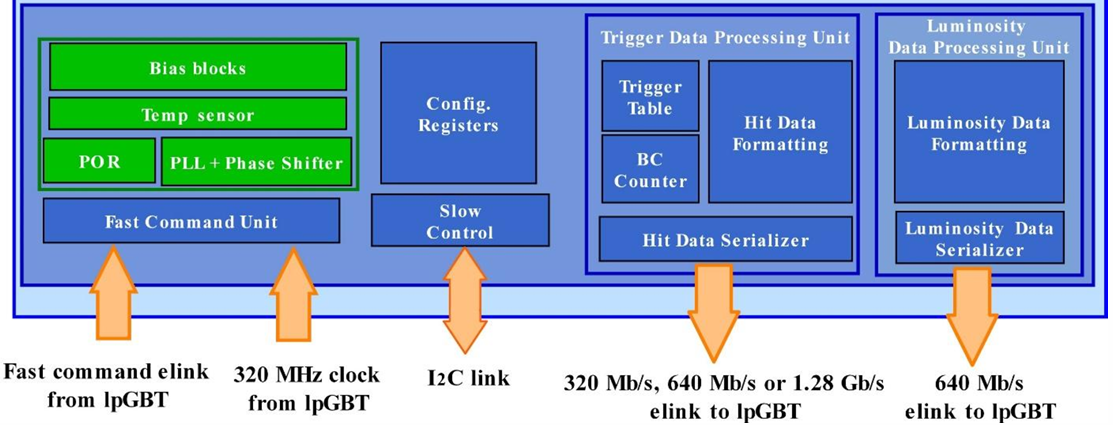 Bias blocks
Temp sensor
POR
PLL + Phase Shifter
Fast Command Unit
Config.
Registers
Slow
Control
Trigger Data Processing Unit
Trigger
Table
BC
Counter
Hit Data
Formatting
Hit Data Serializer
Luminosity
Data Processing Unit
Luminosity Data
Formatting
Luminosity Data
Serializer
Fast command elink
from lpGBT
320 MHz clock
from lpGBT
I2C link
320 Mb/s, 640 Mb/s or 1.28 Gb/s
elink to lpGBT
640 Mb/s
elink to lpGBT